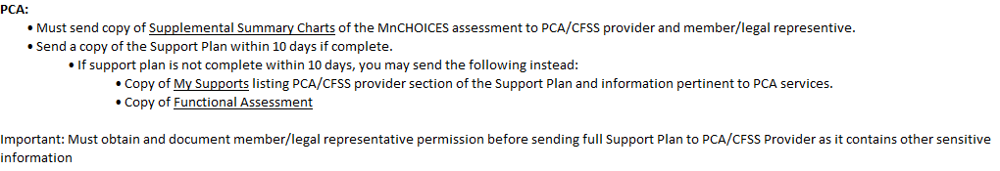 PCA:
• Must send copy of Supplemental Summary Charts of the MnCHOICES assessment to PCA/CFSS provider and member/legal representive.
• Send a copy of the Support Plan within 10 days if complete.
• If support plan is not complete within 10 days, you may send the following instead:
• Copy of My Supports listing PCA/CFSS provider section of the Support Plan and information pertinent to PCA services.
• Copy of Functional Assessment
Important: Must obtain and document member/legal representative permission before sending full Support Plan to PCA/CFSS Provider as it contains other sensitive
information